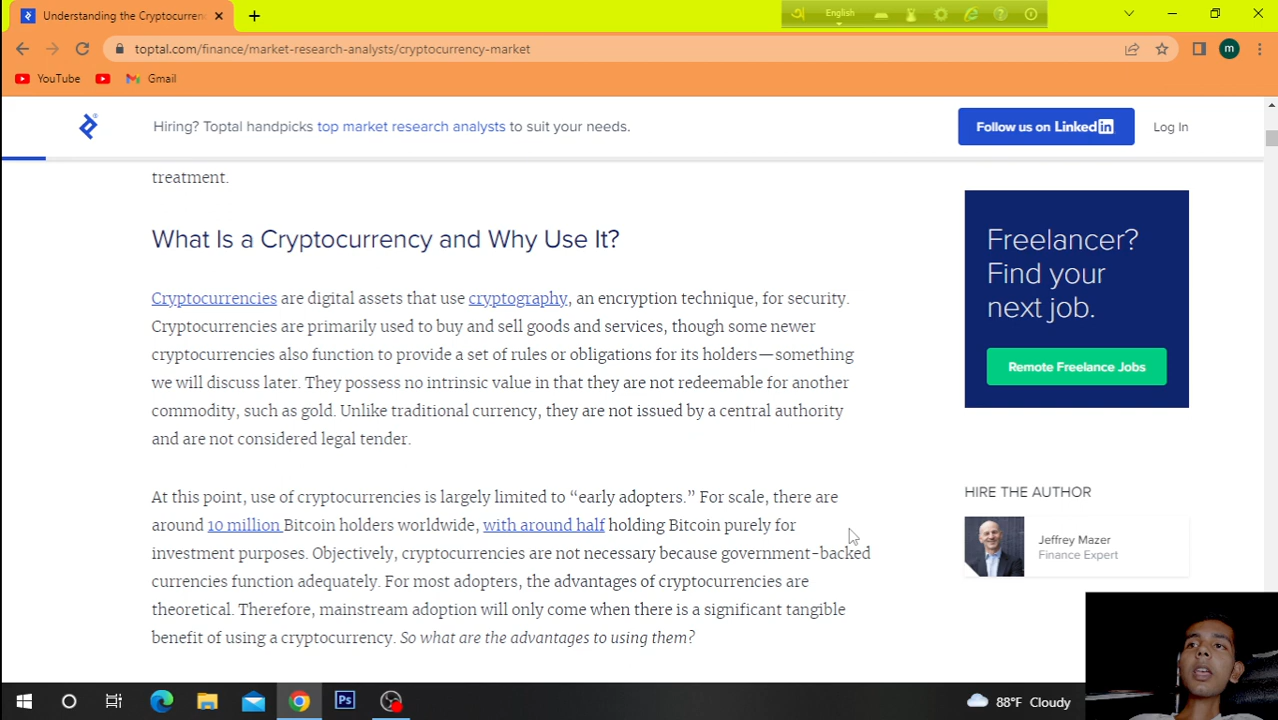 Understanding the Cryptocurren
English
toptal.com/finance/market-research-analysts/cryptocurrency-market
m
YouTube
Gmail
Hiring? Toptal handpicks top market research analysts to suit your needs.
Follow us on Linkedin
Log In
treatment.
What Is a Cryptocurrency and Why Use It?
Cryptocurrencies are digital assets that use cryptography, an encryption technique, for security.
Cryptocurrencies are primarily used to buy and sell goods and services, though some newer
cryptocurrencies also function to provide a set of rules or obligations for its holders—something
we will discuss later. They possess no intrinsic value in that they are not redeemable for another
commodity, such as gold. Unlike traditional currency, they are not issued by a central authority
and are not considered legal tender.
At this point, use of cryptocurrencies is largely limited to “early adopters.” For scale, there are
around 10 million Bitcoin holders worldwide, with around half holding Bitcoin purely for
investment purposes. Objectively, cryptocurrencies are not necessary because government-backed
currencies function adequately. For most adopters, the advantages of cryptocurrencies are
theoretical. Therefore, mainstream adoption will only come when there is a significant tangible
benefit of using a cryptocurrency. So what are the advantages to using them?
Freelancer?
Find your
next job.
Remote Freelance Jobs
HIRE THE AUTHOR
Jeffrey Mazer
Finance Expert
Ps
88°F Cloudy